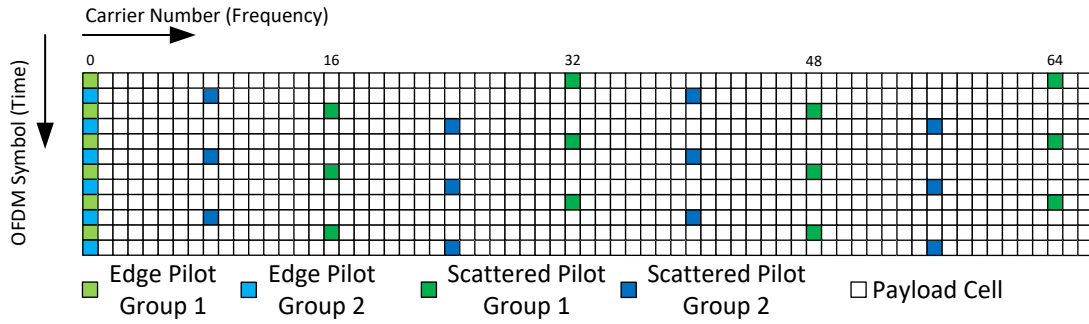 Carrier Number (Frequency)
OFDM Symbol (Time)
0 16 32 48 64
Edge Pilot
Group 1
Edge Pilot
Group 2
Scattered Pilot
Group 1
Scattered Pilot
Group 2
Payload Cell